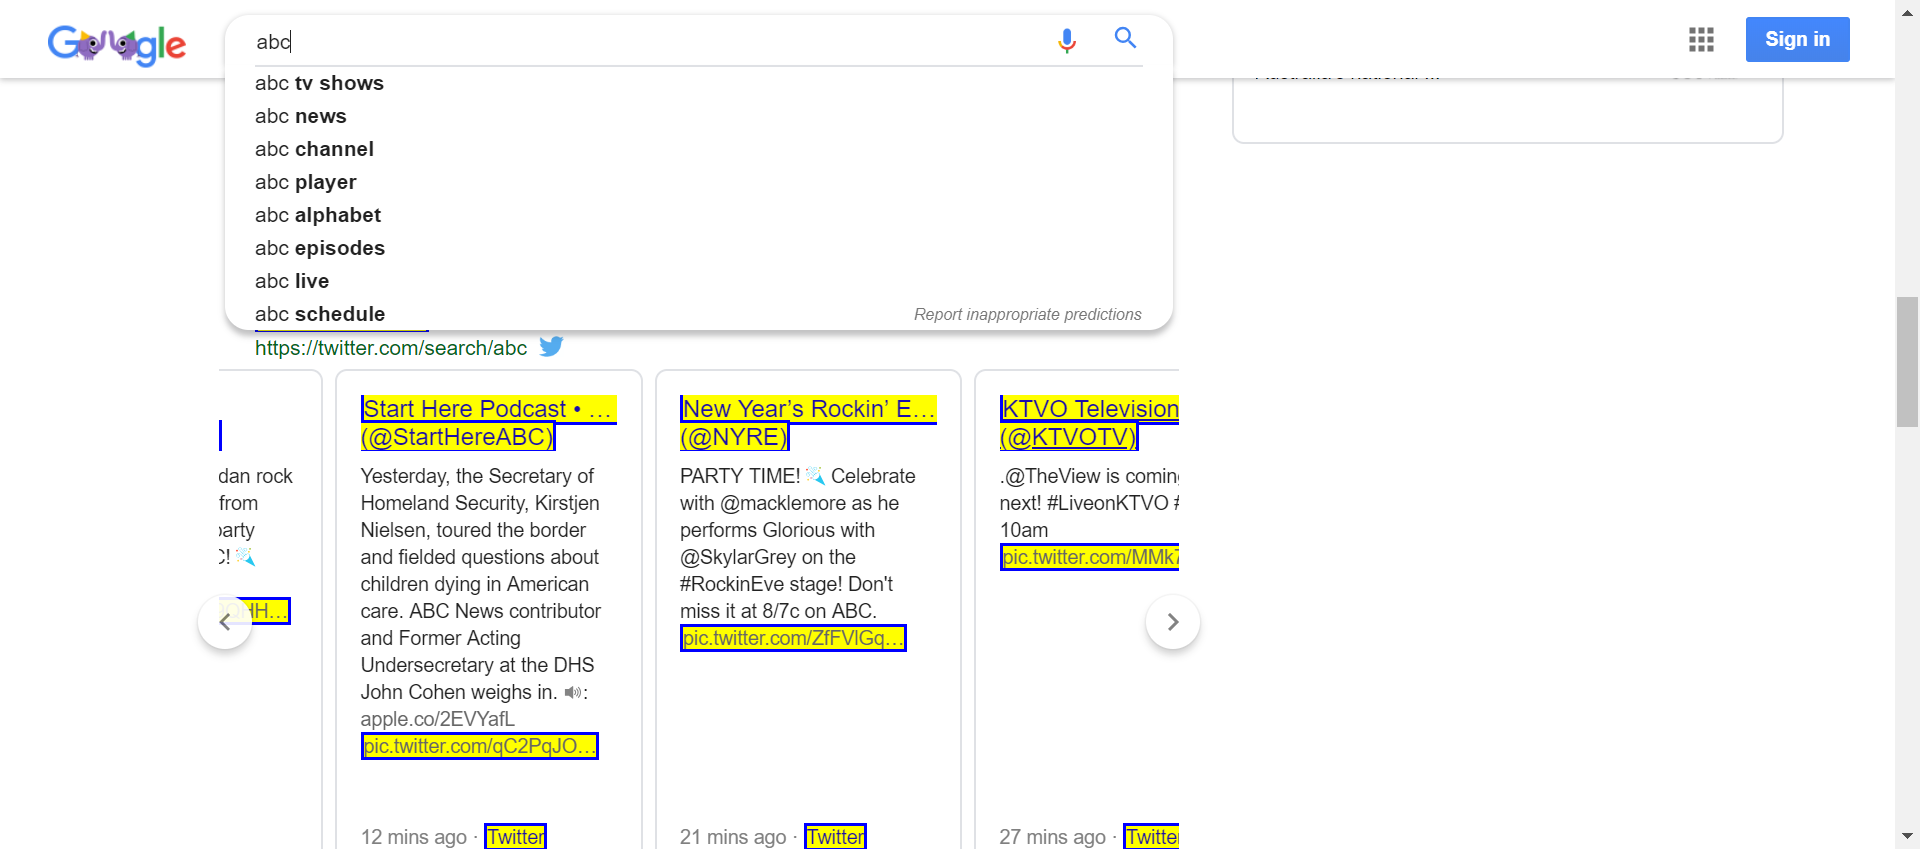 Google
abc
Sign in
abc tv shows
abc news
abc channel
abc player
abc alphabet
abc episodes
abc live
abc schedule
Report inappropriate predictions
https://twitter.com/search/abc
dan rock
from
party
C! 
HH...
Start Here Podcast • ...
(@StartHereABC)
Yesterday, the Secretary of
Homeland Security, Kirstjen
Nielsen, toured the border
and fielded questions about
children dying in American
care. ABC News contributor
and Former Acting
Undersecretary at the DHS
John Cohen weighs in. 🔊:
apple.co/2EVYafL
pic.twitter.com/qC2PqJO...
12 mins ago · Twitter
New Year’s Rockin’ E...
(@NYRE)
PARTY TIME! 🎉 Celebrate
with @macklemore as he
performs Glorious with
@SkylarGrey on the
#RockinEve stage! Don't
miss it at 8/7c on ABC.
pic.twitter.com/ZfFVlGq...
21 mins ago · Twitter
KTVO Television
(@KTVOTV)
.@TheView is coming
next! #LiveonKTVO #
10am
pic.twitter.com/MMk7
27 mins ago · Twitter